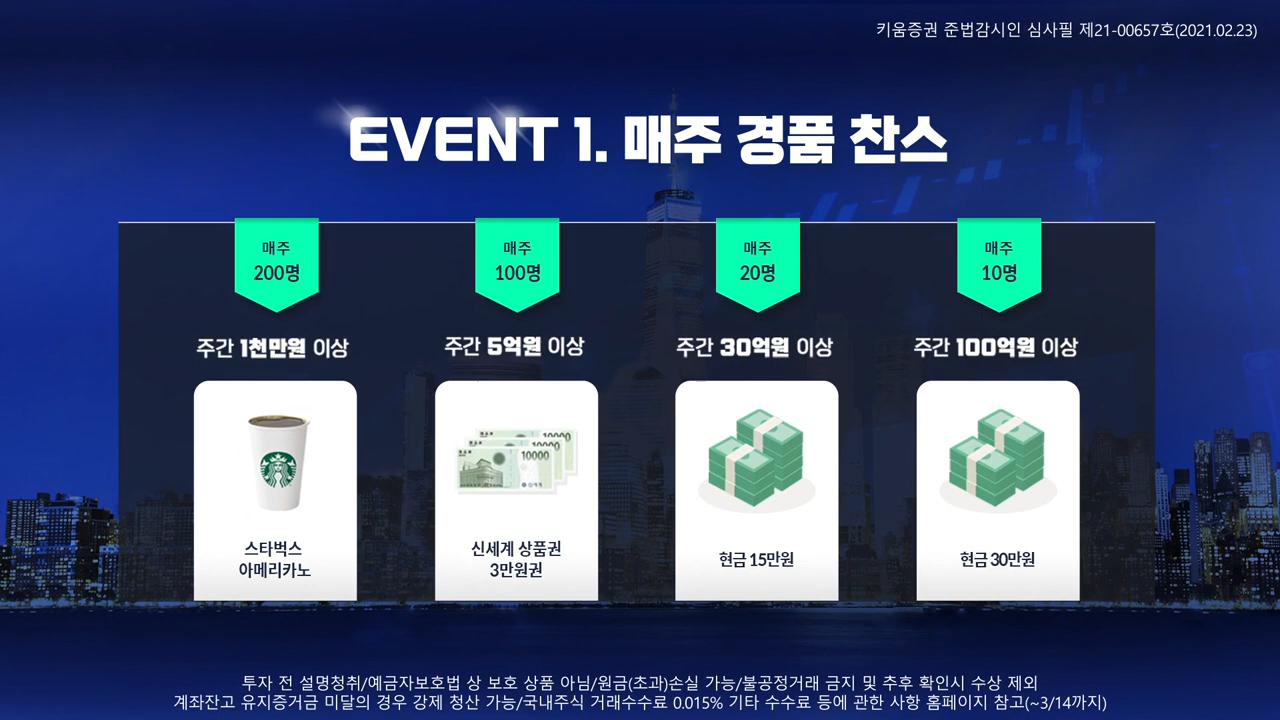 키움증권 준법감시인 심사필 제21-00657호(2021.02.23)
EVENT 1. 매주 경품 찬스
매주
200명
주간 1천만원 이상
스타벅스
아메리카노
매주
100명
주간 5억원 이상
10000
10000
10000
신세계 상품권
3만원권
매주
20명
주간 30억원 이상
현금 15만원
매주
10명
주간 100억원 이상
현금 30만원
투자 전 설명청취/예금자보호법 상 보호 상품 아님/원금(초과)손실 가능/불공정거래 금지 및 추후 확인시 수상 제외
계좌잔고 유지증거금 미달의 경우 강제 청산 가능/국내주식 거래수수료 0.015% 기타 수수료 등에 관한 사항 홈페이지 참고(~3/14까지)